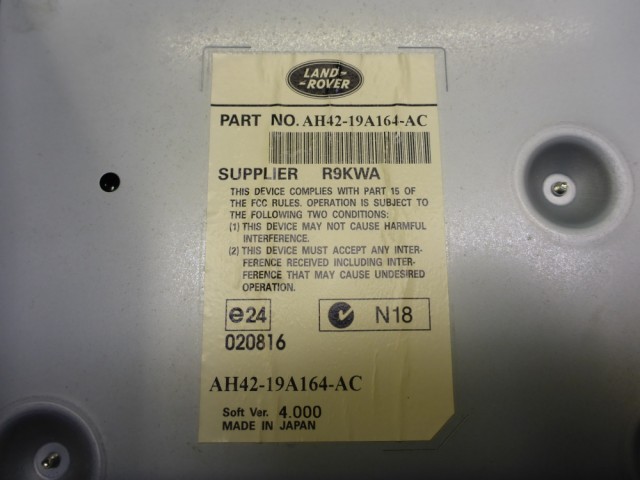 LAND-
-ROVER
PART NO. AH42-19A164-AC
SUPPLIER R9KWA
THIS DEVICE COMPLIES WITH PART 15 OF
THE FCC RULES. OPERATION IS SUBJECT TO
THE FOLLOWING TWO CONDITIONS:
(1) THIS DEVICE MAY NOT CAUSE HARMFUL
INTERFERENCE.
(2) THIS DEVICE MUST ACCEPT ANY INTER-
FERENCE RECEIVED INCLUDING INTER-
FERENCE THAT MAY CAUSE UNDESIRED
OPERATION.
e24 N18
020816
AH42-19A164-AC
Soft Ver. 4.000
MADE IN JAPAN